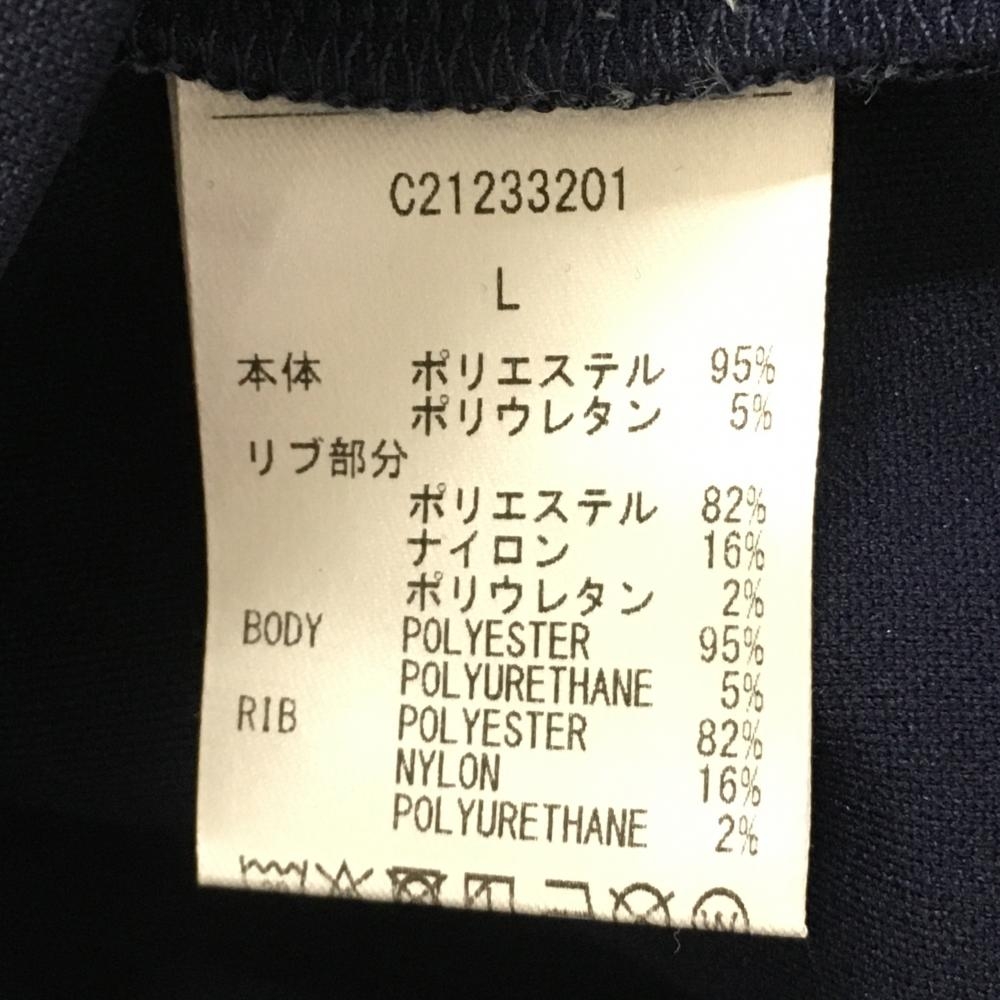 C21233201
L
本体 ポリエステル 95%
ポリウレタン 5%
リブ部分
ポリエステル 82%
ナイロン 16%
ポリウレタン 2%
BODY POLYESTER 95%
POLYURETHANE 5%
RIB POLYESTER 82%
NYLON 16%
POLYURETHANE 2%
W